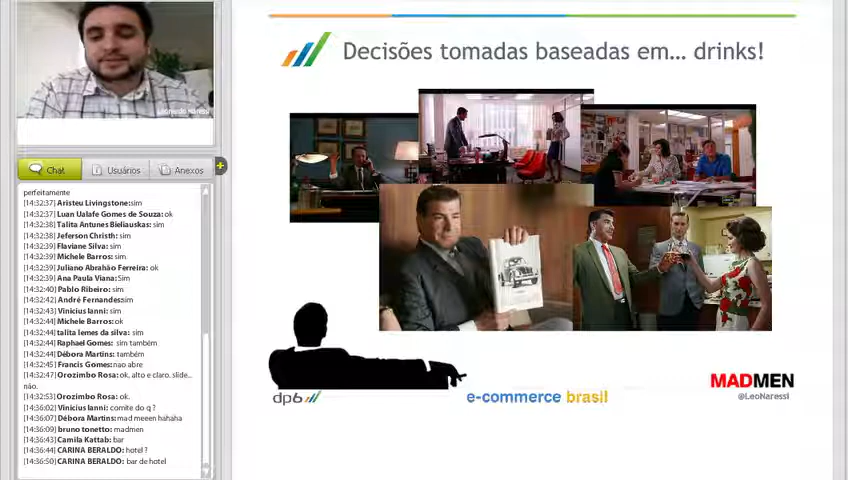 Decisões tomadas baseadas em... drinks!
Leonardo Naressi
Chat
Usuários
Anexos
perfeitamente
[14:32:37] Aristeu Livingstone:sim
[14:32:37] Luan Ualafe Gomes de Souza: ok
[14:32:38] Talita Antunes Bieliauskas: sim
[14:32:38] Jeferson Christh: sim
[14:32:39] Flaviane Silva: sim
[14:32:39] Michele Barros: sim
[14:32:39] Juliano Abrahão Ferreira: ok
[14:32:39] Ana Paula Viana: Sim
[14:32:40] Pablo Ribeiro: sim
[14:32:42] André Fernandes:sim
[14:32:43] Vinicius Ianni: sim
[14:32:44] Michele Barros: ok
[14:32:44] talita lemes da silva: sim
[14:32:44] Raphael Gomes: sim também
[14:32:44] Débora Martins: também
[14:32:45] Francis Gomes: nao abre
[14:32:47] Orozimbo Rosa: ok, alto e claro. slide...
não.
[14:32:53] Orozimbo Rosa: ok.
[14:36:02] Vinicius Ianni: comite do q ?
[14:36:07] Débora Martins: mad meeen hahaha
[14:36:09] bruno tonetto: madmen
[14:36:43] Camila Kattab: bar
[14:36:44] CARINA BERALDO: hotel ?
[14:36:50] CARINA BERALDO: bar de hotel
MADMEN
dp6
e-commerce brasil
@LeoNaressi